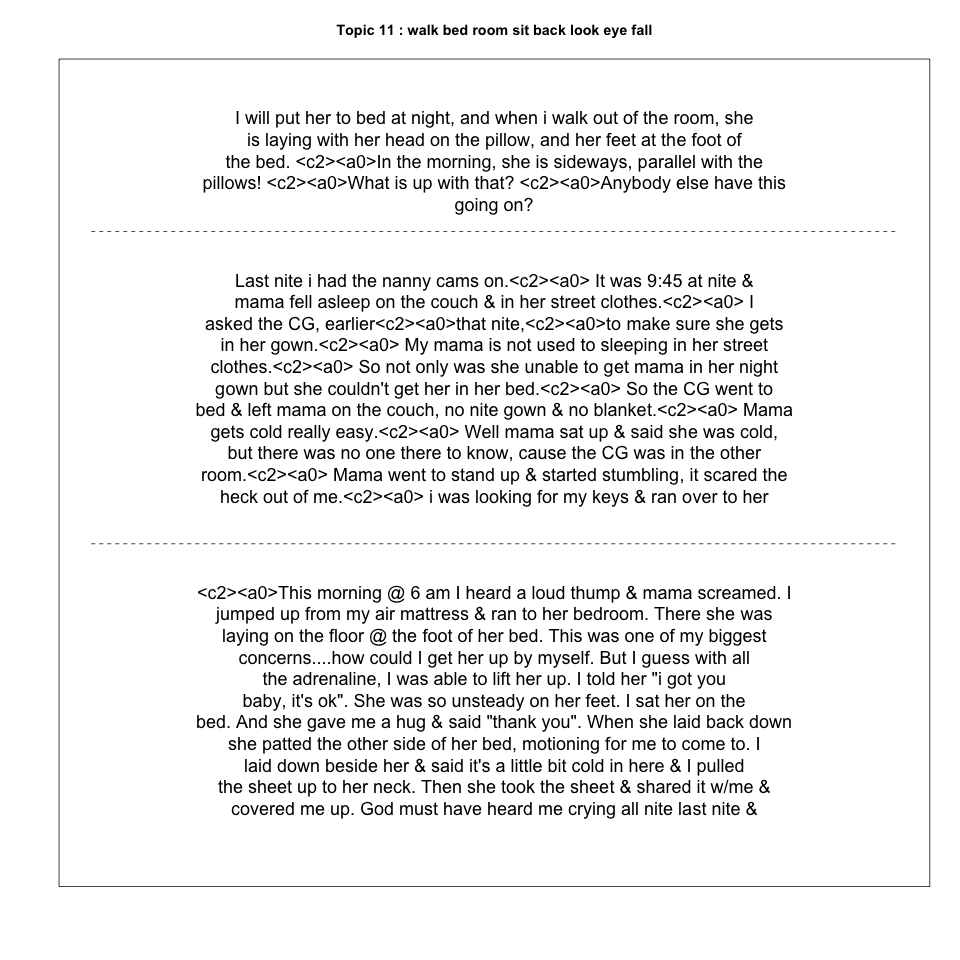 Topic 11 : walk bed room sit back look eye fall
I will put her to bed at night, and when i walk out of the room, she
is laying with her head on the pillow, and her feet at the foot of
the bed. <c2><a0>In the morning, she is sideways, parallel with the
pillows! <c2><a0>What is up with that? <c2><a0>Anybody else have this
going on?
Last nite i had the nanny cams on.<c2><a0> It was 9:45 at nite &
mama fell asleep on the couch & in her street clothes.<c2><a0> I
asked the CG, earlier<c2><a0>that nite,<c2><a0>to make sure she gets
in her gown.<c2><a0> My mama is not used to sleeping in her street
clothes.<c2><a0> So not only was she unable to get mama in her night
gown but she couldn't get her in her bed.<c2><a0> So the CG went to
bed & left mama on the couch, no nite gown & no blanket.<c2><a0> Mama
gets cold really easy.<c2><a0> Well mama sat up & said she was cold,
but there was no one there to know, cause the CG was in the other
room.<c2><a0> Mama went to stand up & started stumbling, it scared the
heck out of me.<c2><a0> i was looking for my keys & ran over to her
<c2><a0>This morning @ 6 am I heard a loud thump & mama screamed. I
jumped up from my air mattress & ran to her bedroom. There she was
laying on the floor @ the foot of her bed. This was one of my biggest
concerns....how could I get her up by myself. But I guess with all
the adrenaline, I was able to lift her up. I told her "i got you
baby, it's ok". She was so unsteady on her feet. I sat her on the
bed. And she gave me a hug & said "thank you". When she laid back down
she patted the other side of her bed, motioning for me to come to. I
laid down beside her & said it's a little bit cold in here & I pulled
the sheet up to her neck. Then she took the sheet & shared it w/me &
covered me up. God must have heard me crying all nite last nite &